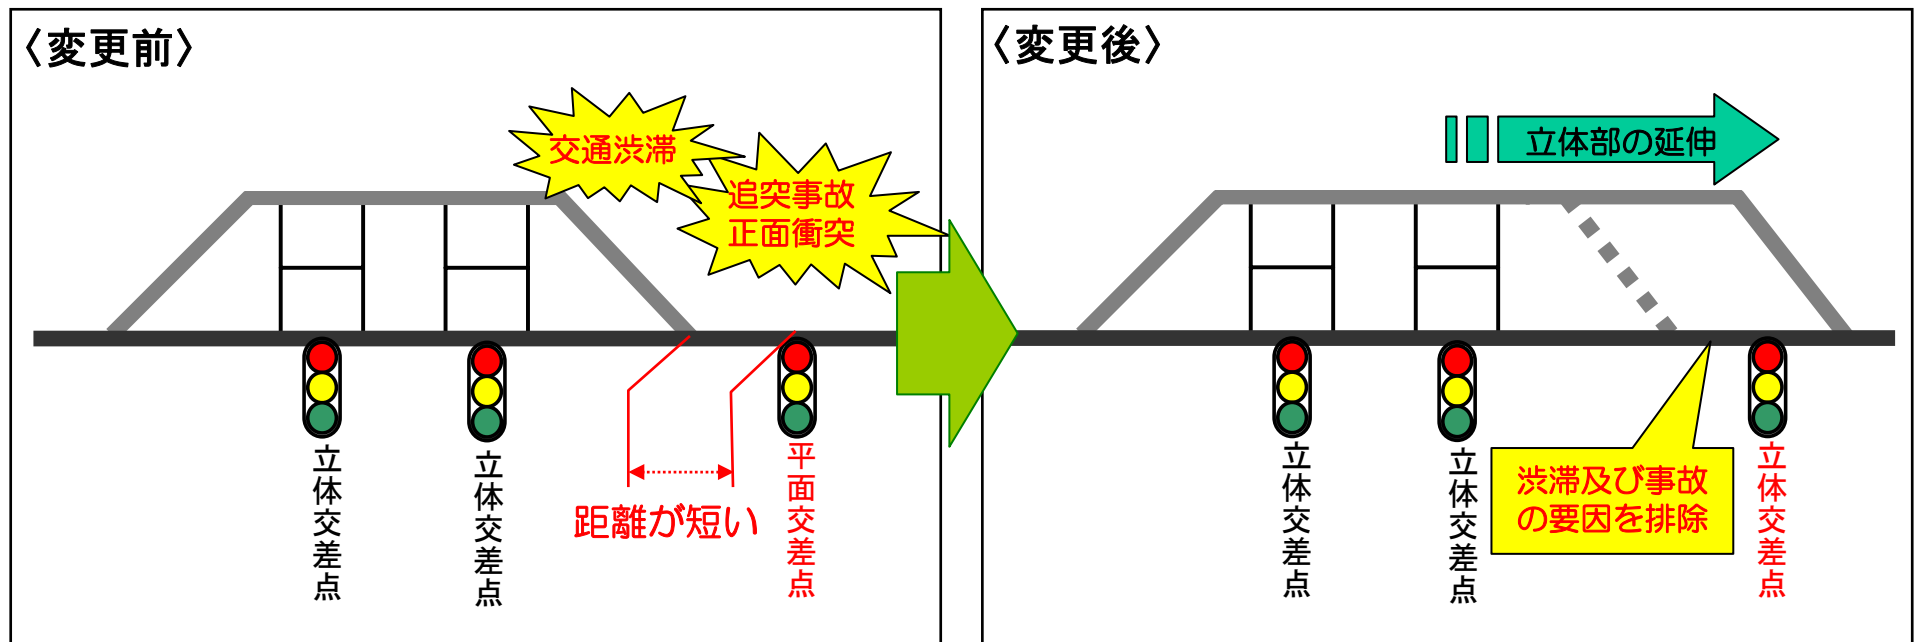 〈変更前〉
交通渋滞
追突事故
正面衝突
距離が短い
立体交差点
立体交差点
平面交差点
〈変更後〉
立体部の延伸
渋滞及び事故
の要因を排除
立体交差点
立体交差点
立体交差点